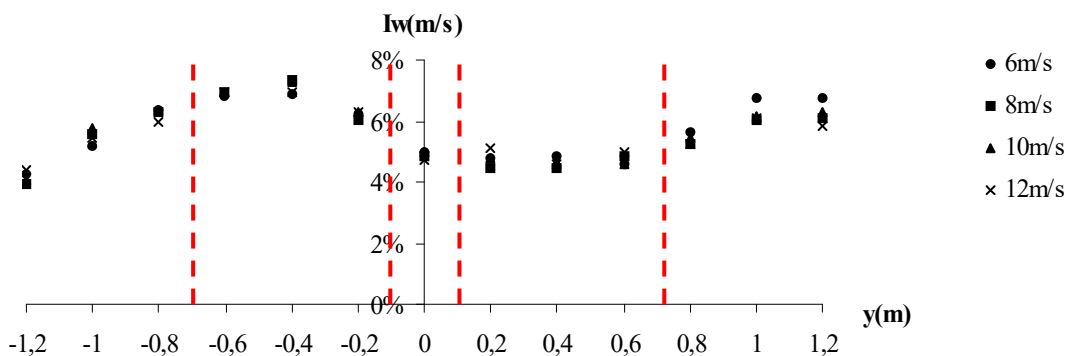 Iw(m/s)
8%
6%
4%
2%
0%
-1,2 -1 -0,8 -0,6 -0,4 -0,2 0 0,2 0,4 0,6 0,8 1 1,2
y(m)
6m/s
8m/s
10m/s
12m/s